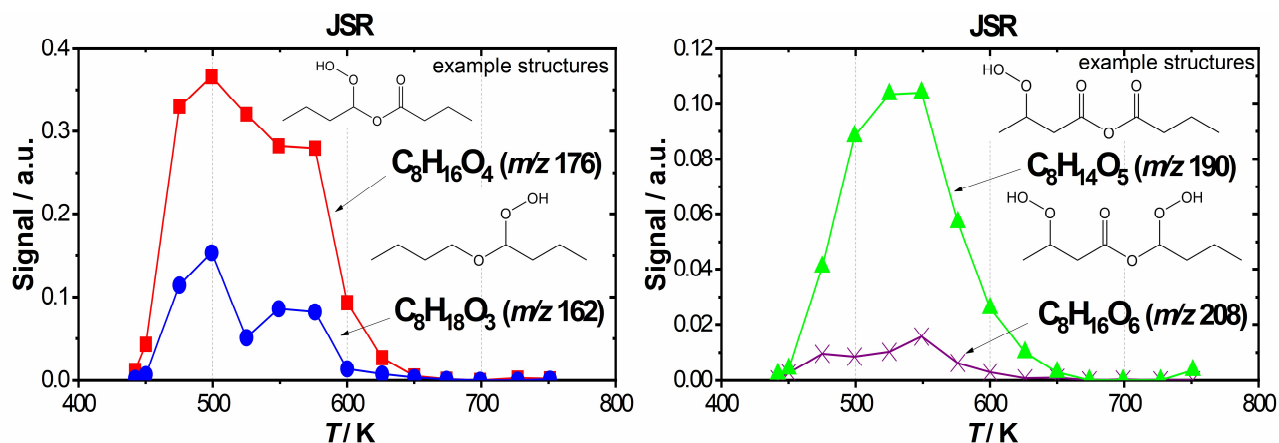 JSR
0.4
0.3
0.2
0.1
0.0
Signal / a.u.
example structures
HO
O
O
O
C₈H₁₆O₄ (m/z 176)
OH
O
O
C₈H₁₈O₃ (m/z 162)
400 500 600 700 800
T / K
JSR
0.12
0.10
0.08
0.06
0.04
0.02
0.00
Signal / a.u.
example structures
HO
O
O
O
O
C₈H₁₄O₅ (m/z 190)
HO
OH
O
O
O
O
C₈H₁₆O₆ (m/z 208)
400 500 600 700 800
T / K